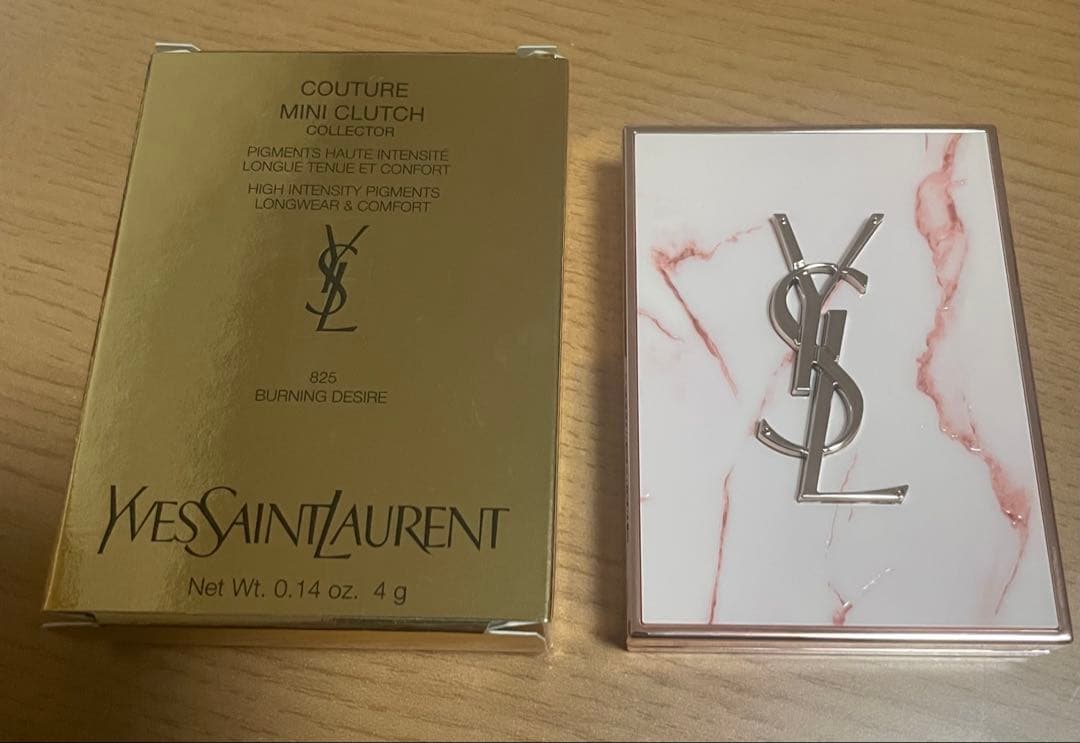 COUTURE
MINI CLUTCH
COLLECTOR
PIGMENTS HAUTE INTENSITÉ
LONGUE TENUE ET CONFORT
HIGH INTENSITY PIGMENTS
LONGWEAR & COMFORT
YSL
825
BURNING DESIRE
YVESSAINTLAURENT
Net Wt. 0.14 oz. 4 g
YSL